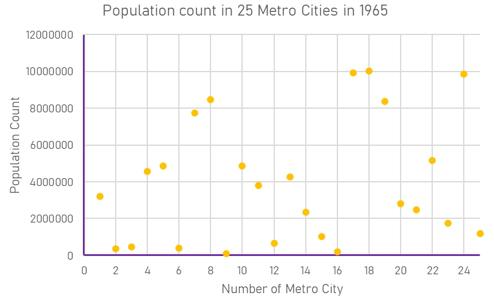 Population count in 25 Metro Cities in 1965
12000000
10000000
8000000
6000000
4000000
2000000
0
Population Count
0 2 4 6 8 10 12 14 16 18 20 22 24
Number of Metro City